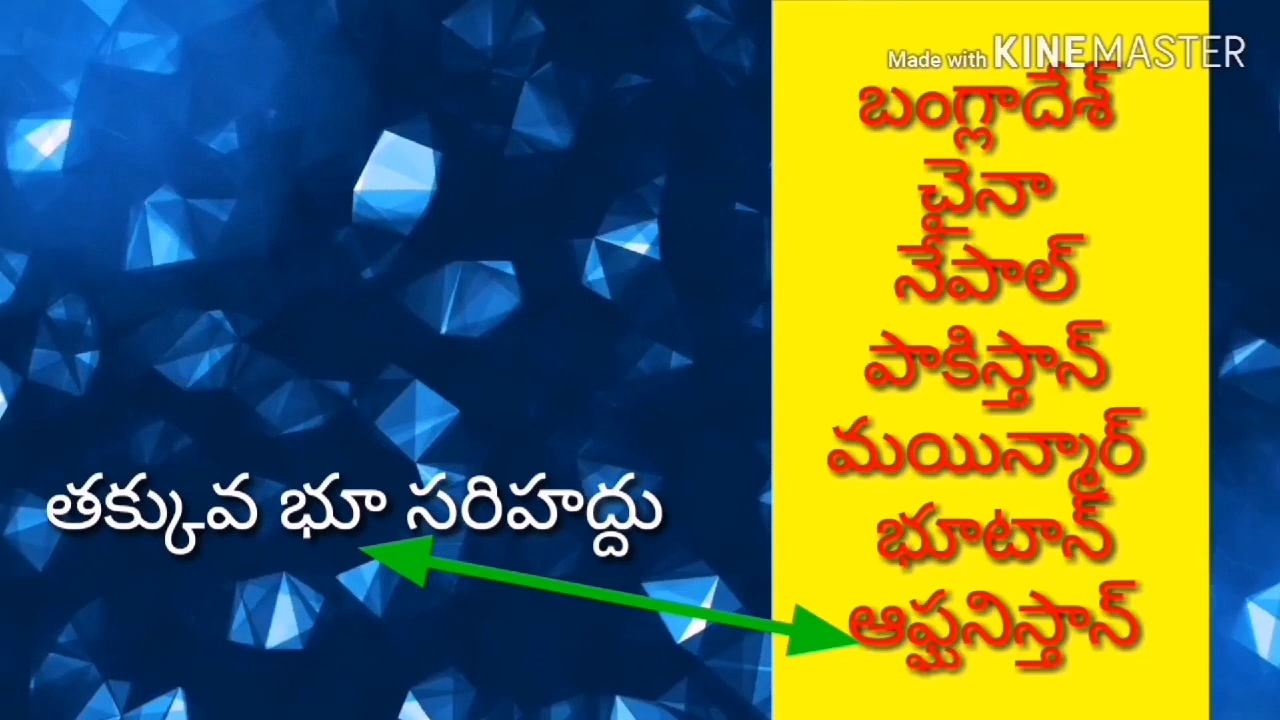 Made with KINEMASTER
బంగ్లాదేశ్
చైనా
నేపాల్
పాకిస్తాన్
మయిన్మార్
భూటాన్
ఆఫ్ఘనిస్తాన్
తక్కువ భూ సరిహద్దు